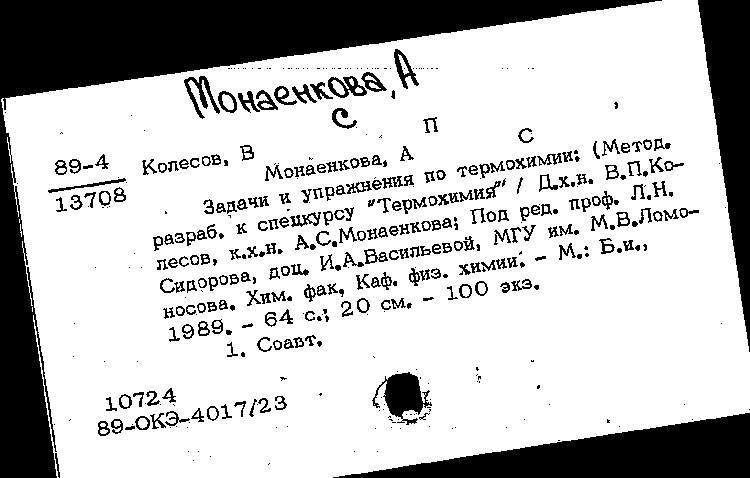 Монаенкова, А
С
89-4
13708
Колесов, В П
Монаенкова, А С
Задачи и упражнения по термохимии: (Метод.
разраб. к спецкурсу "Термохимия" / Д.х.н. В.П.Ко-
лесов, к.х.н. А.С.Монаенкова; Под ред. проф. Л.Н.
Сидорова, доц. И.А.Васильевой, МГУ им. М.В.Ломо-
носова. Хим. фак. Каф. физ. химии. - М.: Б.и.,
1989. - 64 с.; 20 см. - 100 экз.
1. Соавт.
10724
89-ОКЭ-4017/23